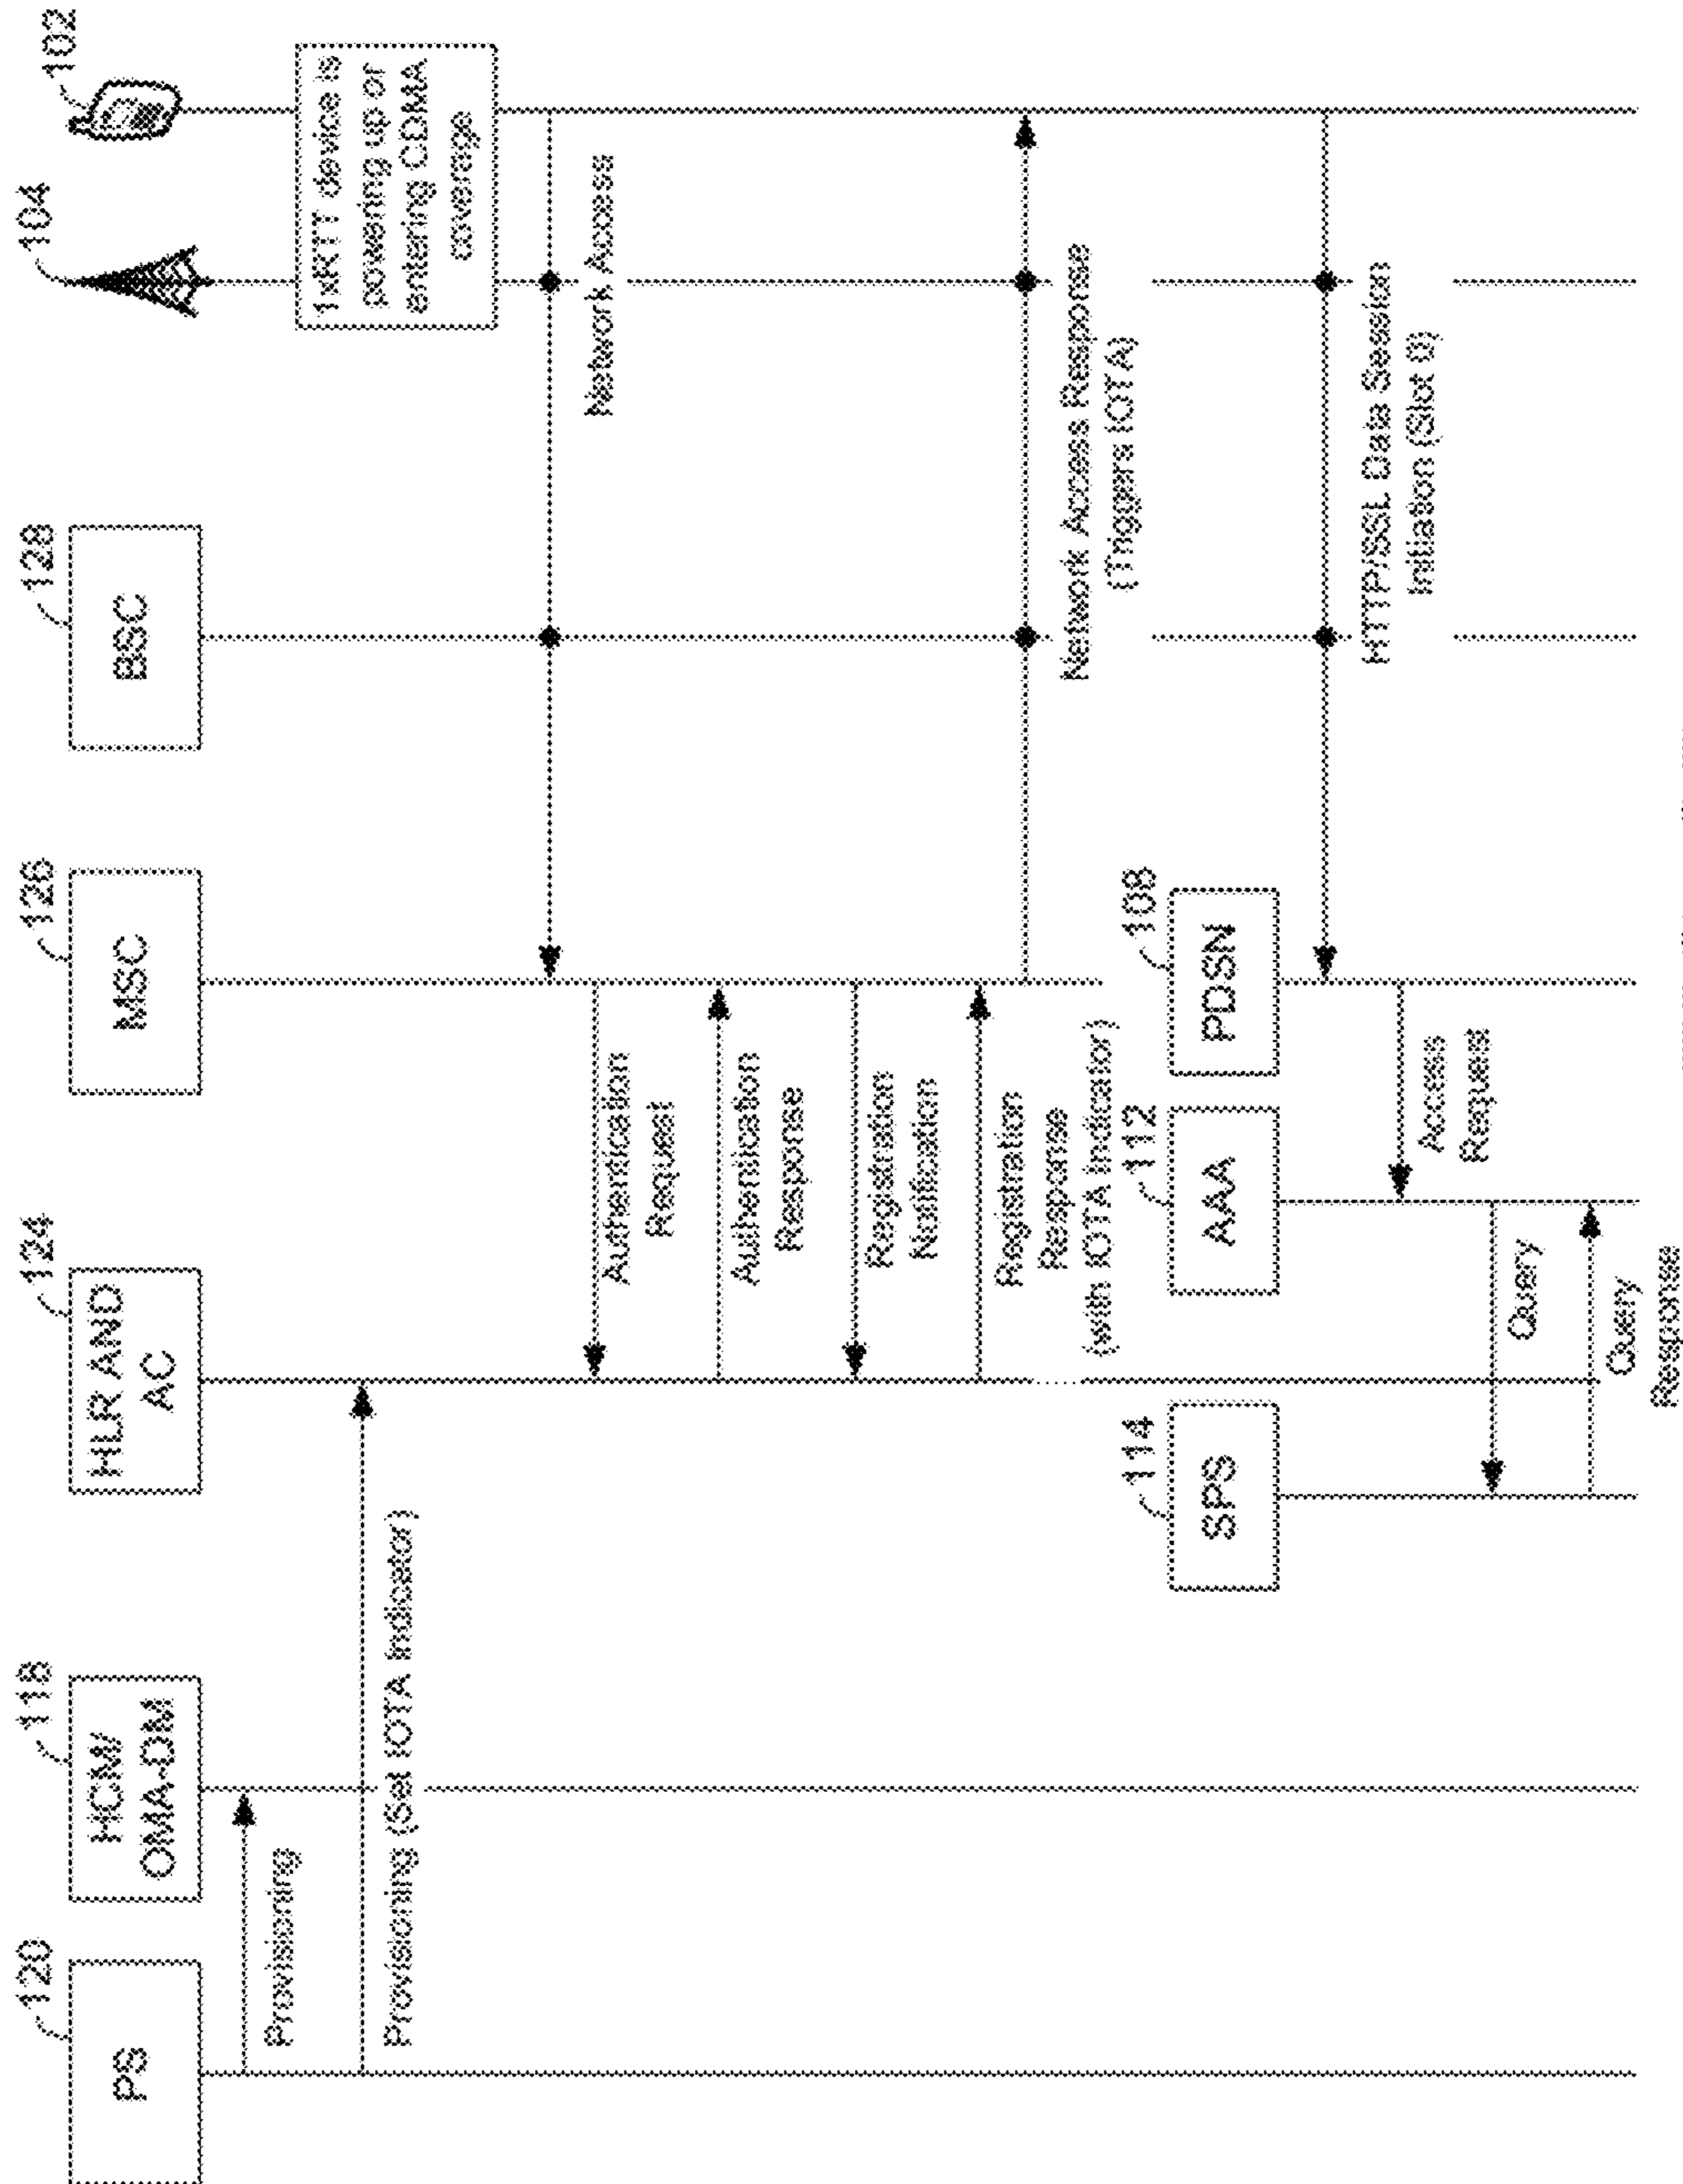 120
118
124
126
128
104
102
PS
HCM/
OMA-DM
HLR AND
AC
MSC
BSC
Provisioning
1xRTT device is
powering up or
entering CDMA
coverage
Provisioning (Set IOTA Indicator)
Network Access
Authentication
Request
Authentication
Response
Registration
Notification
Registration
Response
(with IOTA Indicator)
Network Access Response
(Triggers IOTA)
114
112
108
SPS
AAA
PDSN
HTTP/SSL Data Session
Initiation (Slot 0)
Access
Request
Query
Query
Response